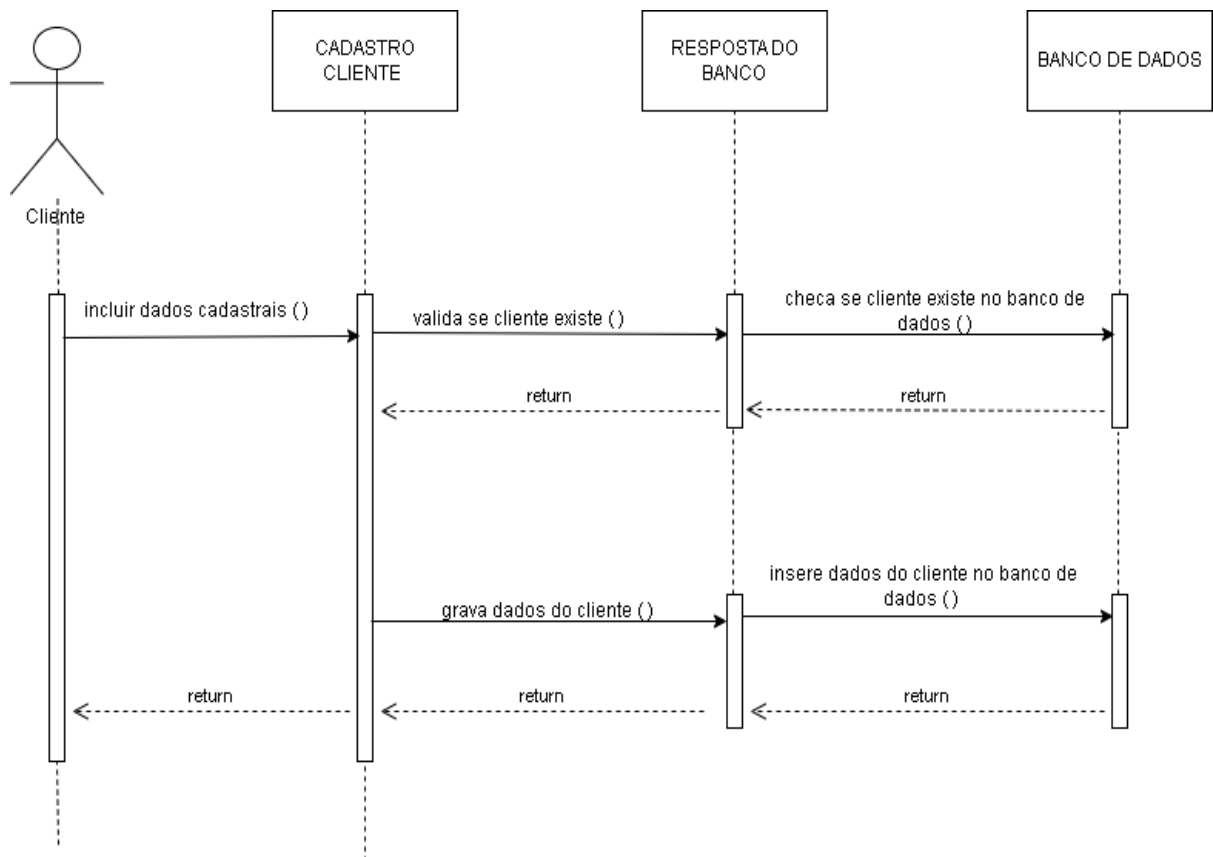 CADASTRO
CLIENTE
RESPOSTA DO
BANCO
BANCO DE DADOS
Cliente
incluir dados cadastrais ( )
valida se cliente existe ( )
checa se cliente existe no banco de
dados ( )
return
return
insere dados do cliente no banco de
dados ( )
grava dados do cliente ( )
return
return
return